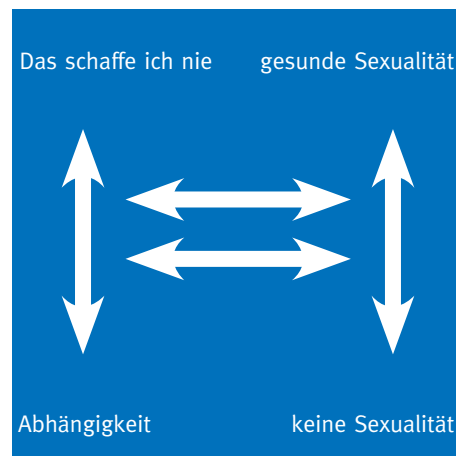 Das schaffe ich nie gesunde Sexualität
Abhängigkeit keine Sexualität